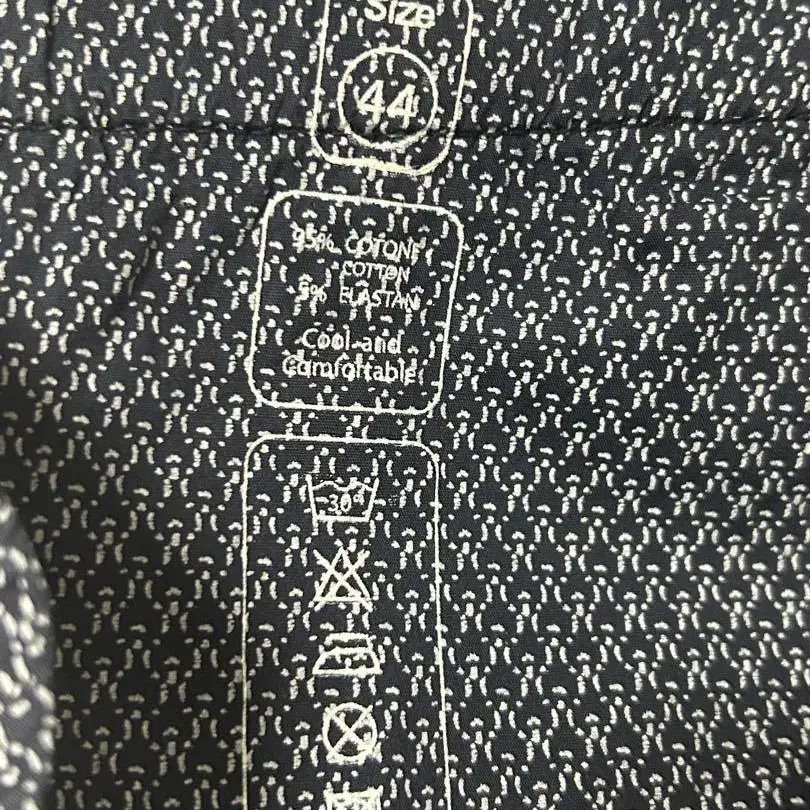 Size
44
95% COTONE
COTTON
5% ELASTAN
Cool and
Comfortable
30°